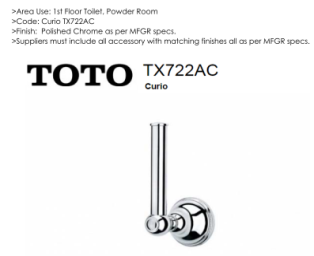 >Area Use: 1st Floor Toilet, Powder Room
>Code: Curio TX722AC
>Finish:  Polished Chrome as per MFGR specs.
>Suppliers must include all accessory with matching finishes all as per MFGR specs.
TOTO TX722AC
Curio